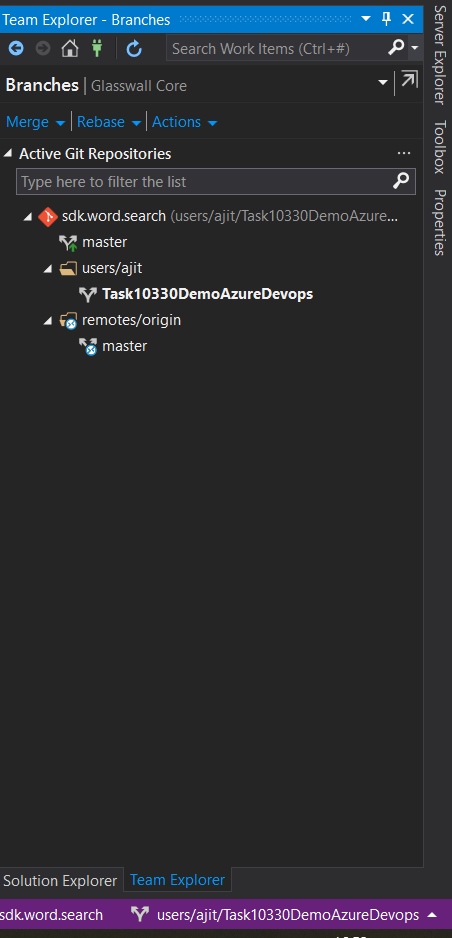 Team Explorer - Branches
Search Work Items (Ctrl+#)
Branches | Glasswall Core
Merge | Rebase | Actions
Active Git Repositories ...
Type here to filter the list
sdk.word.search (users/ajit/Task10330DemoAzure...
master
users/ajit
Task10330DemoAzureDevops
remotes/origin
master
Server Explorer
Toolbox
Properties
Solution Explorer Team Explorer
sdk.word.search users/ajit/Task10330DemoAzureDevops